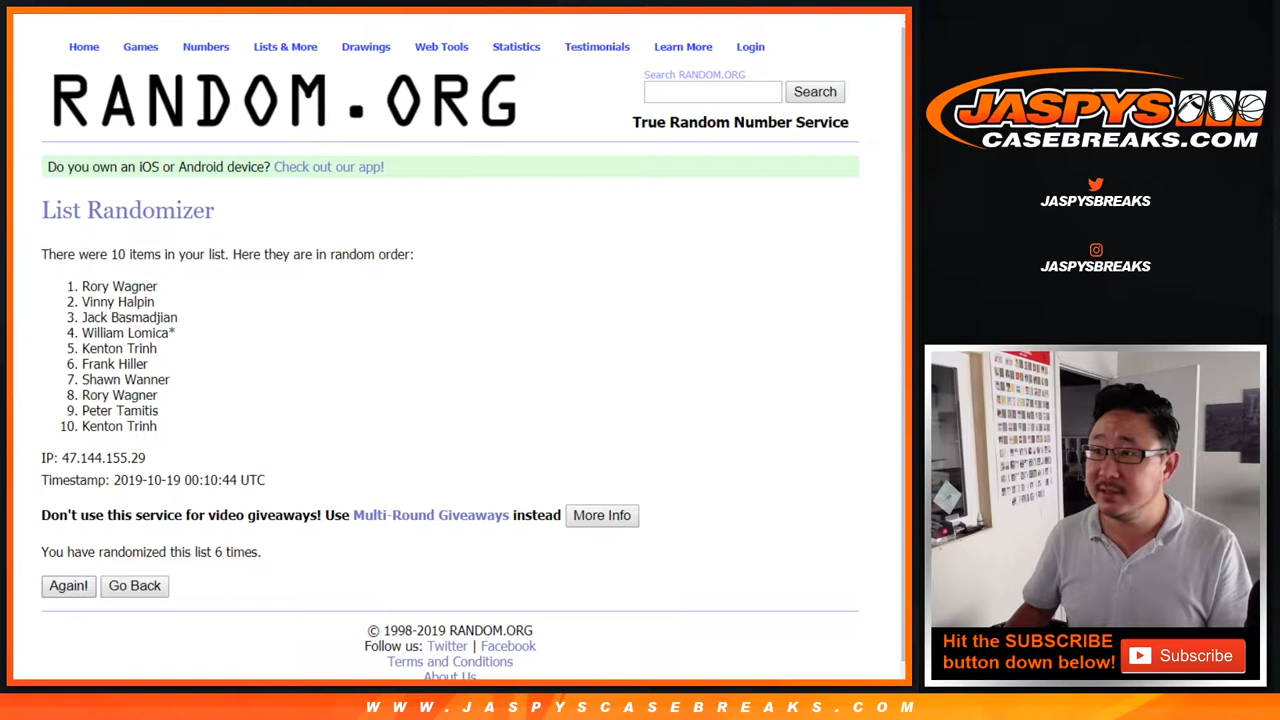 Home Games Numbers Lists & More Drawings Web Tools Statistics Testimonials Learn More Login
RANDOM.ORG
Search RANDOM.ORG
Search
True Random Number Service
Do you own an iOS or Android device? Check out our app!
List Randomizer
There were 10 items in your list. Here they are in random order:
1. Rory Wagner
2. Vinny Halpin
3. Jack Basmadjian
4. William Lomica*
5. Kenton Trinh
6. Frank Hiller
7. Shawn Wanner
8. Rory Wagner
9. Peter Tamitis
10. Kenton Trinh
IP: 47.144.155.29
Timestamp: 2019-10-19 00:10:44 UTC
Don't use this service for video giveaways! Use Multi-Round Giveaways instead More Info
You have randomized this list 6 times.
Again! Go Back
© 1998-2019 RANDOM.ORG
Follow us: Twitter | Facebook
Terms and Conditions
About Us
JASPYS
CASEBREAKS.COM
JASPYSBREAKS
JASPYSBREAKS
Hit the SUBSCRIBE
button down below!
Subscribe
WWW.JASPYSCASEBREAKS.COM